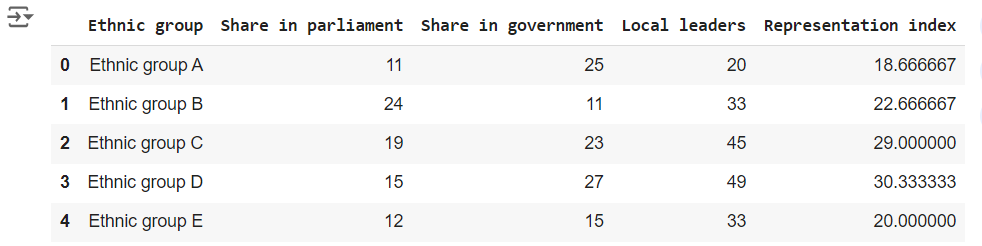 Ethnic group Share in parliament Share in government Local leaders Representation index
0 Ethnic group A 11 25 20 18.666667
1 Ethnic group B 24 11 33 22.666667
2 Ethnic group C 19 23 45 29.000000
3 Ethnic group D 15 27 49 30.333333
4 Ethnic group E 12 15 33 20.000000